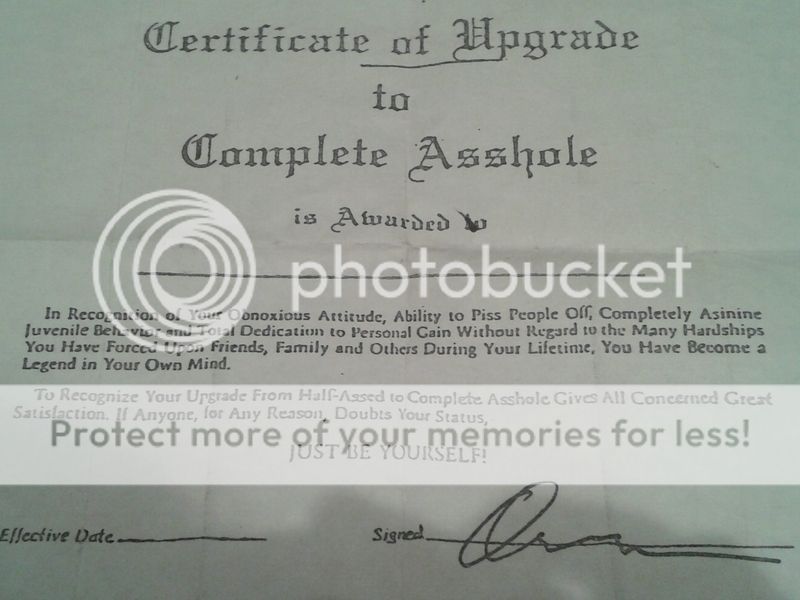 Certificate of Upgrade
to
Complete Asshole
is Awarded to
photobucket
In Recognition of Your Obnoxious Attitude, Ability to Piss People Off, Completely Asinine
Juvenile Behavior and Total Dedication to Personal Gain Without Regard to the Many Hardships
You Have Forced Upon Friends, Family and Others During Your Lifetime, You Have Become a
Legend in Your Own Mind.
To Recognize Your Upgrade From Half-Assed to Complete Asshole Gives All Concerned Great
Satisfaction. If Anyone, for Any Reason, Doubts Your Status,
Protect more of your memories for less!
JUST BE YOURSELF!
Effective Date
Signed